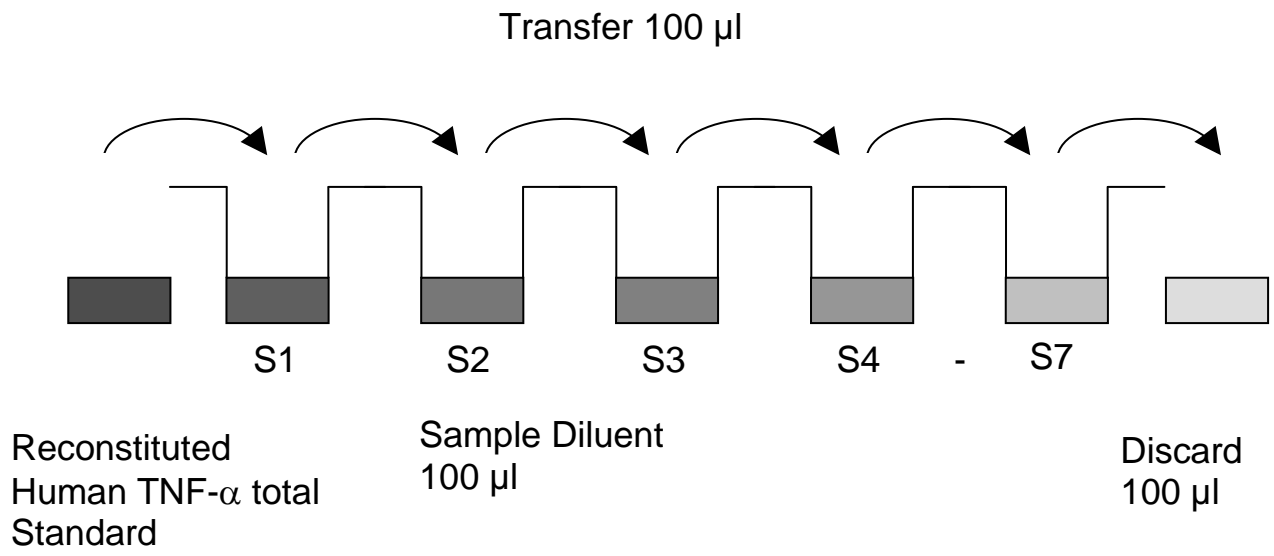 Transfer 100 µl
S1 S2 S3 S4 - S7
Reconstituted
Human TNF-α total
Standard
Sample Diluent
100 µl
Discard
100 µl